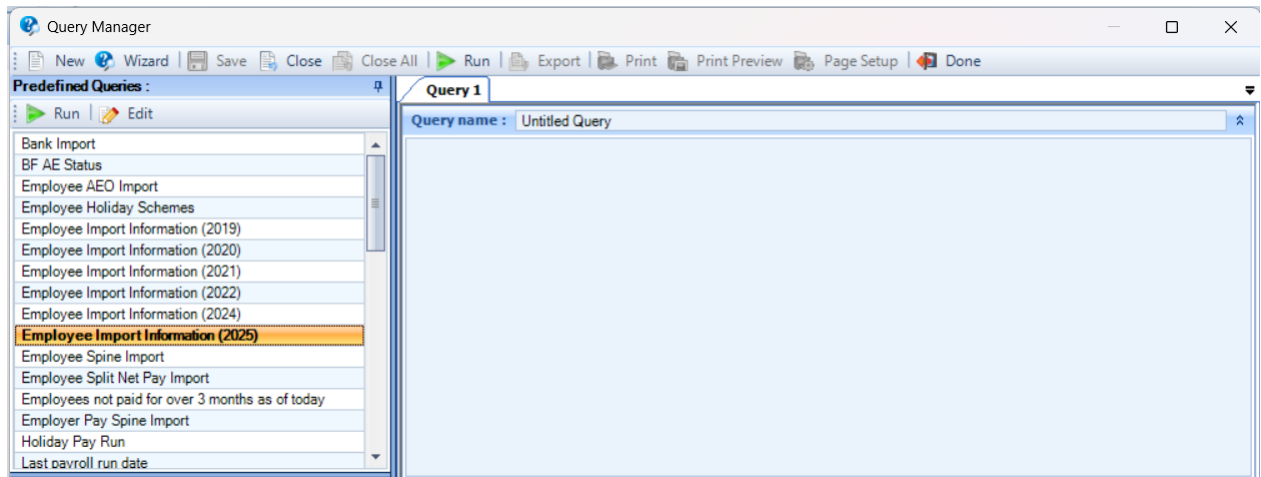 Query Manager
New Wizard Save Close Close All Run Export Print Print Preview Page Setup Done
Predefined Queries :
Run Edit
Bank Import
BF AE Status
Employee AEO Import
Employee Holiday Schemes
Employee Import Information (2019)
Employee Import Information (2020)
Employee Import Information (2021)
Employee Import Information (2022)
Employee Import Information (2024)
Employee Import Information (2025)
Employee Spine Import
Employee Split Net Pay Import
Employees not paid for over 3 months as of today
Employer Pay Spine Import
Holiday Pay Run
Last payroll run date
Query 1
Query name : Untitled Query